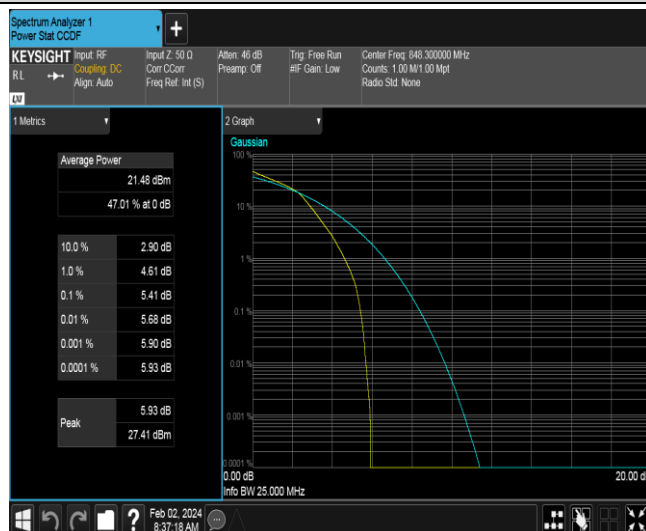 Spectrum Analyzer 1
Power Stat CCDF
+
KEYSIGHT
RL
LXI
Input: RF
Coupling: DC
Align: Auto
Input Z: 50 Ω
Corr CCorr
Freq Ref: Int (S)
Atten: 46 dB
Preamp: Off
Trig: Free Run
#IF Gain: Low
Center Freq: 848.300000 MHz
Counts: 1.00 M/1.00 Mpt
Radio Std: None
1 Metrics
Average Power
21.48 dBm
47.01 % at 0 dB
10.0 % 2.90 dB
1.0 % 4.61 dB
0.1 % 5.41 dB
0.01 % 5.68 dB
0.001 % 5.90 dB
0.0001 % 5.93 dB
Peak
5.93 dB
27.41 dBm
2 Graph
Gaussian
100 %
10 %
1 %
0.1 %
0.01 %
0.001 %
0.0001 %
0.00 dB 20.00 d
Info BW 25.000 MHz
?
Feb 02, 2024
8:37:18 AM